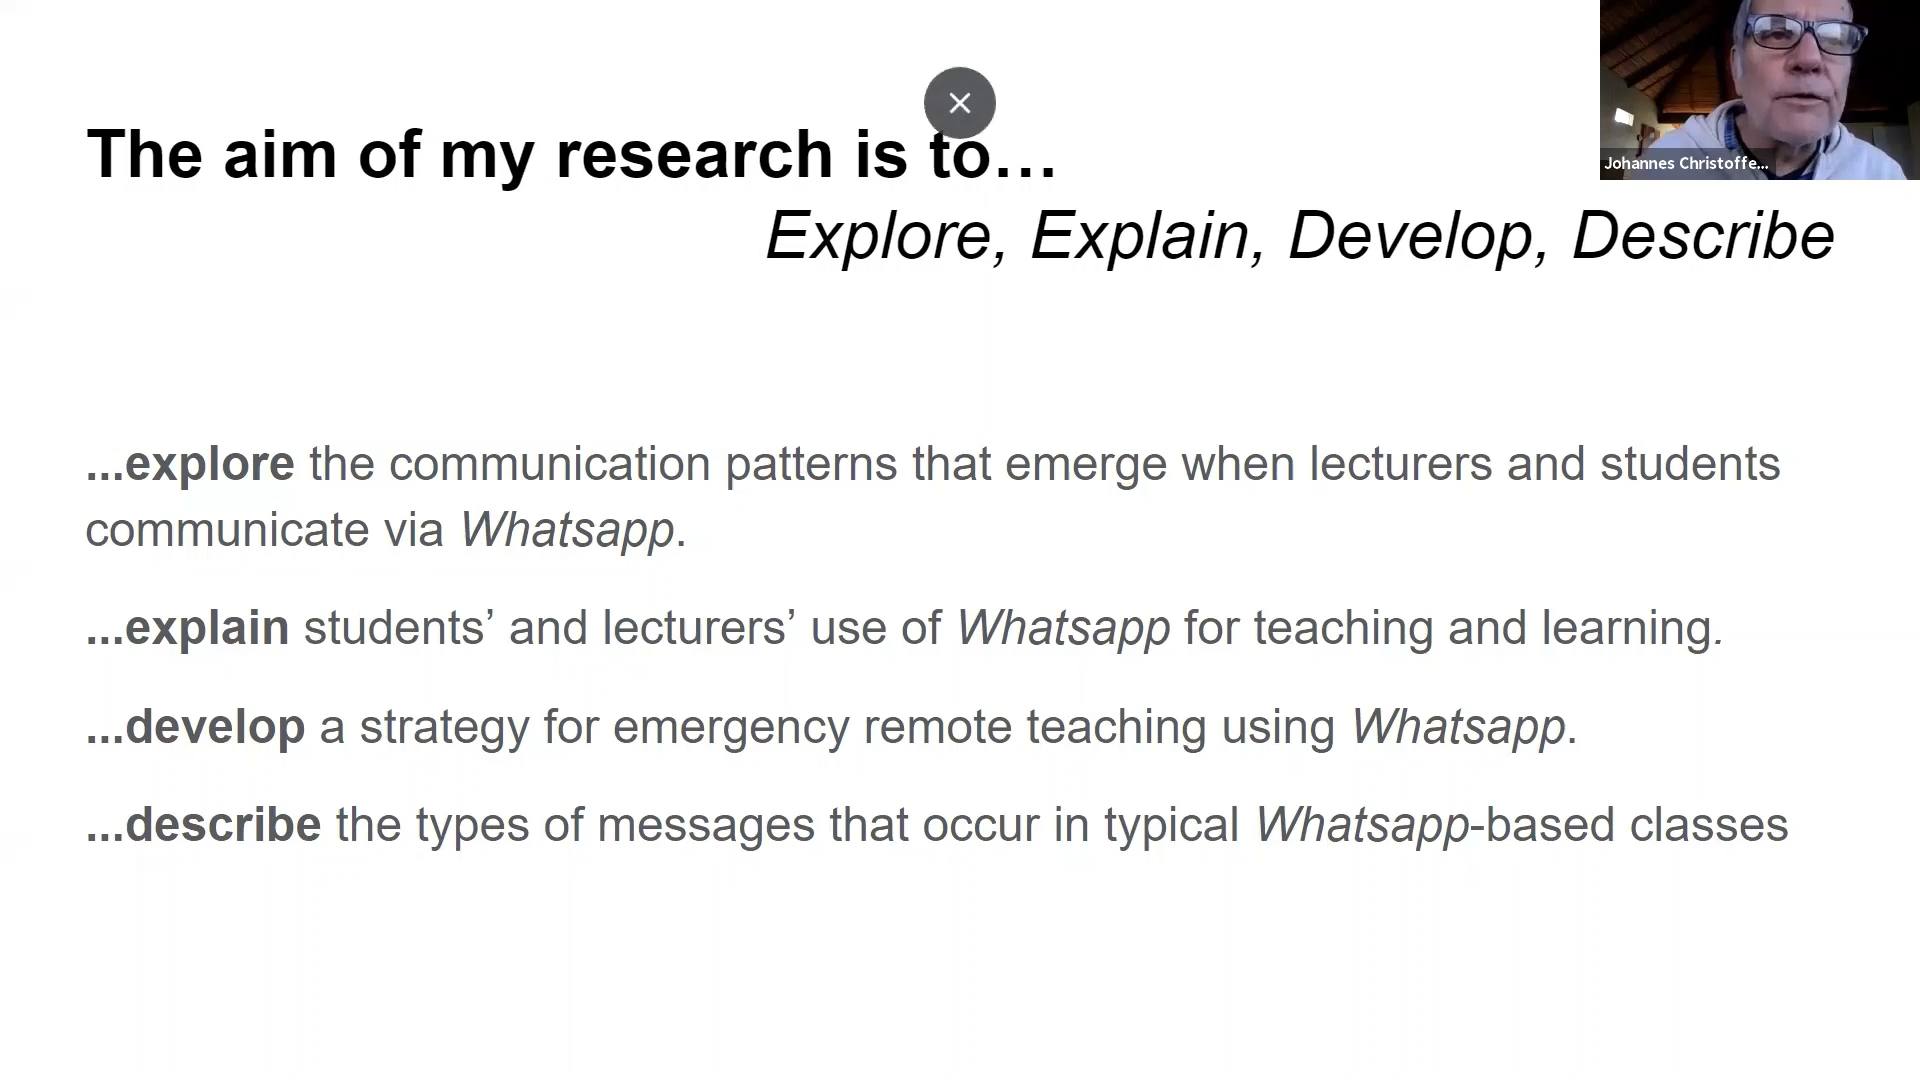 The aim of my research is to…
Explore, Explain, Develop, Describe
...explore the communication patterns that emerge when lecturers and students
communicate via Whatsapp.
...explain students’ and lecturers’ use of Whatsapp for teaching and learning.
...develop a strategy for emergency remote teaching using Whatsapp.
...describe the types of messages that occur in typical Whatsapp-based classes
Johannes Christoffe...